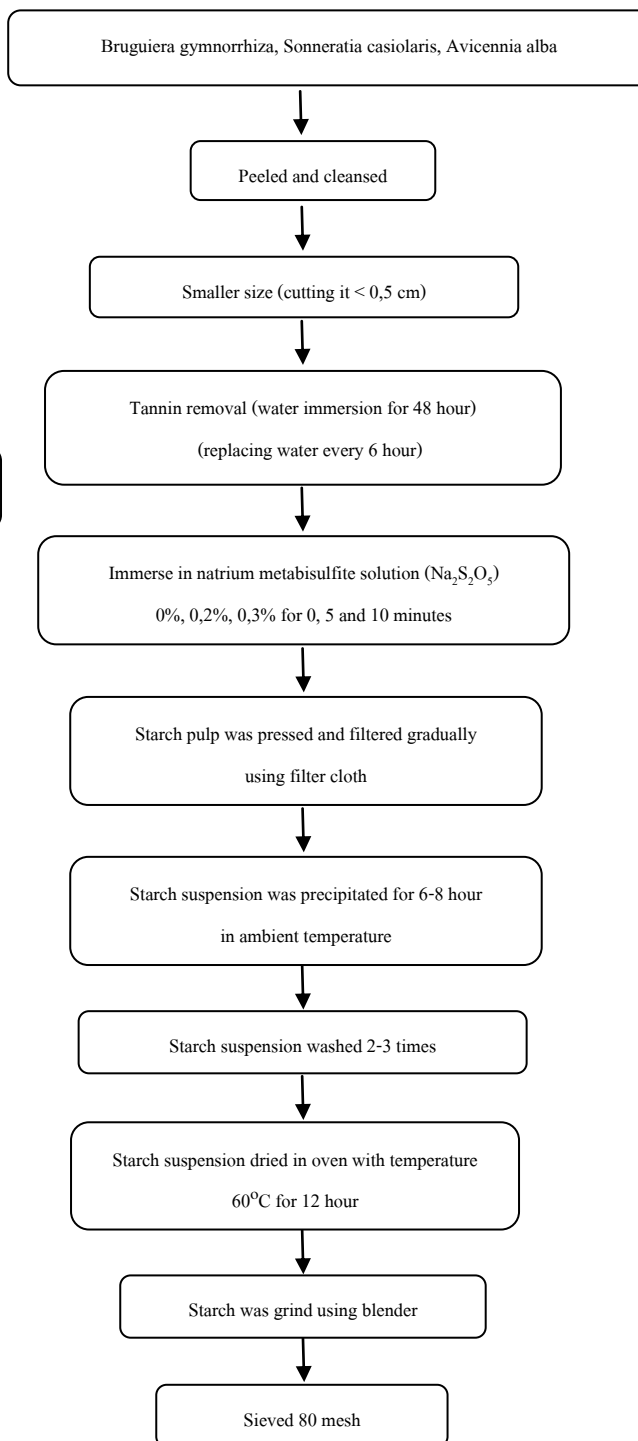 Bruguiera gymnorrhiza, Sonneratia casiolaris, Avicennia alba
Peeled and cleansed
Smaller size (cutting it < 0,5 cm)
Tannin removal (water immersion for 48 hour)
(replacing water every 6 hour)
Immerse in natrium metabisulfite solution (Na₂S₂O₅)
0%, 0,2%, 0,3% for 0, 5 and 10 minutes
Starch pulp was pressed and filtered gradually
using filter cloth
Starch suspension was precipitated for 6-8 hour
in ambient temperature
Starch suspension washed 2-3 times
Starch suspension dried in oven with temperature
60°C for 12 hour
Starch was grind using blender
Sieved 80 mesh